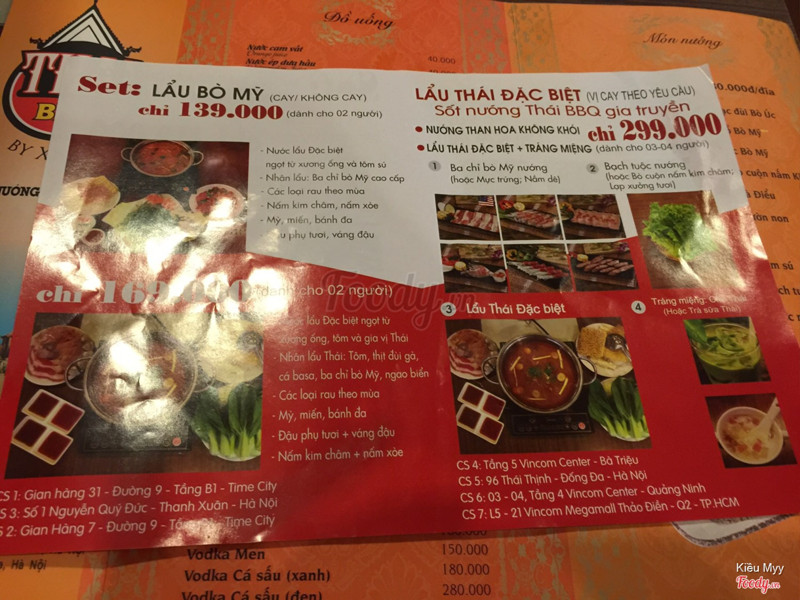 Đồ uống
Nước cam vắt
Nước ép dưa hấu
40.000
Món nướng
Set: LẨU BÒ MỸ (CAY/ KHÔNG CAY)
chỉ 139.000 (dành cho 02 người)
- Nước lẩu Đặc biệt
ngọt từ xương ống và tôm sú
- Nhân lẩu: Ba chỉ bò Mỹ cao cấp
- Các loại rau theo mùa
- Nấm kim châm, nấm xòe
- Mỳ, miến, bánh đa
phụ tươi, váng đậu
chỉ 169.000 (dành cho 02 người)
lẩu Đặc biệt ngọt từ
xương ống, tôm và gia vị Thái
- Nhân lẩu Thái: Tôm, thịt đùi gà,
cá basa, ba chỉ bò Mỹ, ngao biển
- Các loại rau theo mùa
- Mỳ, miến, bánh đa
- Đậu phụ tươi + váng đậu
- Nấm kim châm + nấm xòe
CS 1: Gian hàng 31 - Đường 9 - Tầng B1 - Time City
CS 3: Số 1 Nguyễn Quý Đức - Thanh Xuân - Hà Nội
CS 2: Gian Hàng 7 - Đường 9 - Time City
LẨU THÁI ĐẶC BIỆT (VỊ CAY THEO YÊU CẦU)
Sốt nướng Thái BBQ gia truyền
• NƯỚNG THAN HOA KHÔNG KHÓI chỉ 299.000
• LẨU THÁI ĐẶC BIỆT + TRÁNG MIỆNG (dành cho 03-04 người)
1 Ba chỉ bò Mỹ nướng
(hoặc Mực trứng; Nầm dê)
2 Bạch tuộc nướng
(hoặc Bò cuộn nấm kim châm;
Lạp xưởng tươi)
3 Lẩu Thái Đặc biệt
4 Tráng miệng:
(Hoặc Trà sữa Thái)
CS 4: Tầng 5 Vincom Center - Bà Triệu
CS 5: 96 Thái Thịnh - Đống Đa - Hà Nội
CS 6: 03 - 04, Tầng 4 Vincom Center - Quảng Ninh
CS 7: L5 - 21 Vincom Megamall Thảo Điền - Q2 - TP.HCM
Hà Nội
Vodka Men
150.000
Vodka Cá sấu (xanh)
180.000
Vodka Cá sấu (đen)
280.000
Foody.vn
Kiều Myy
Foody.vn